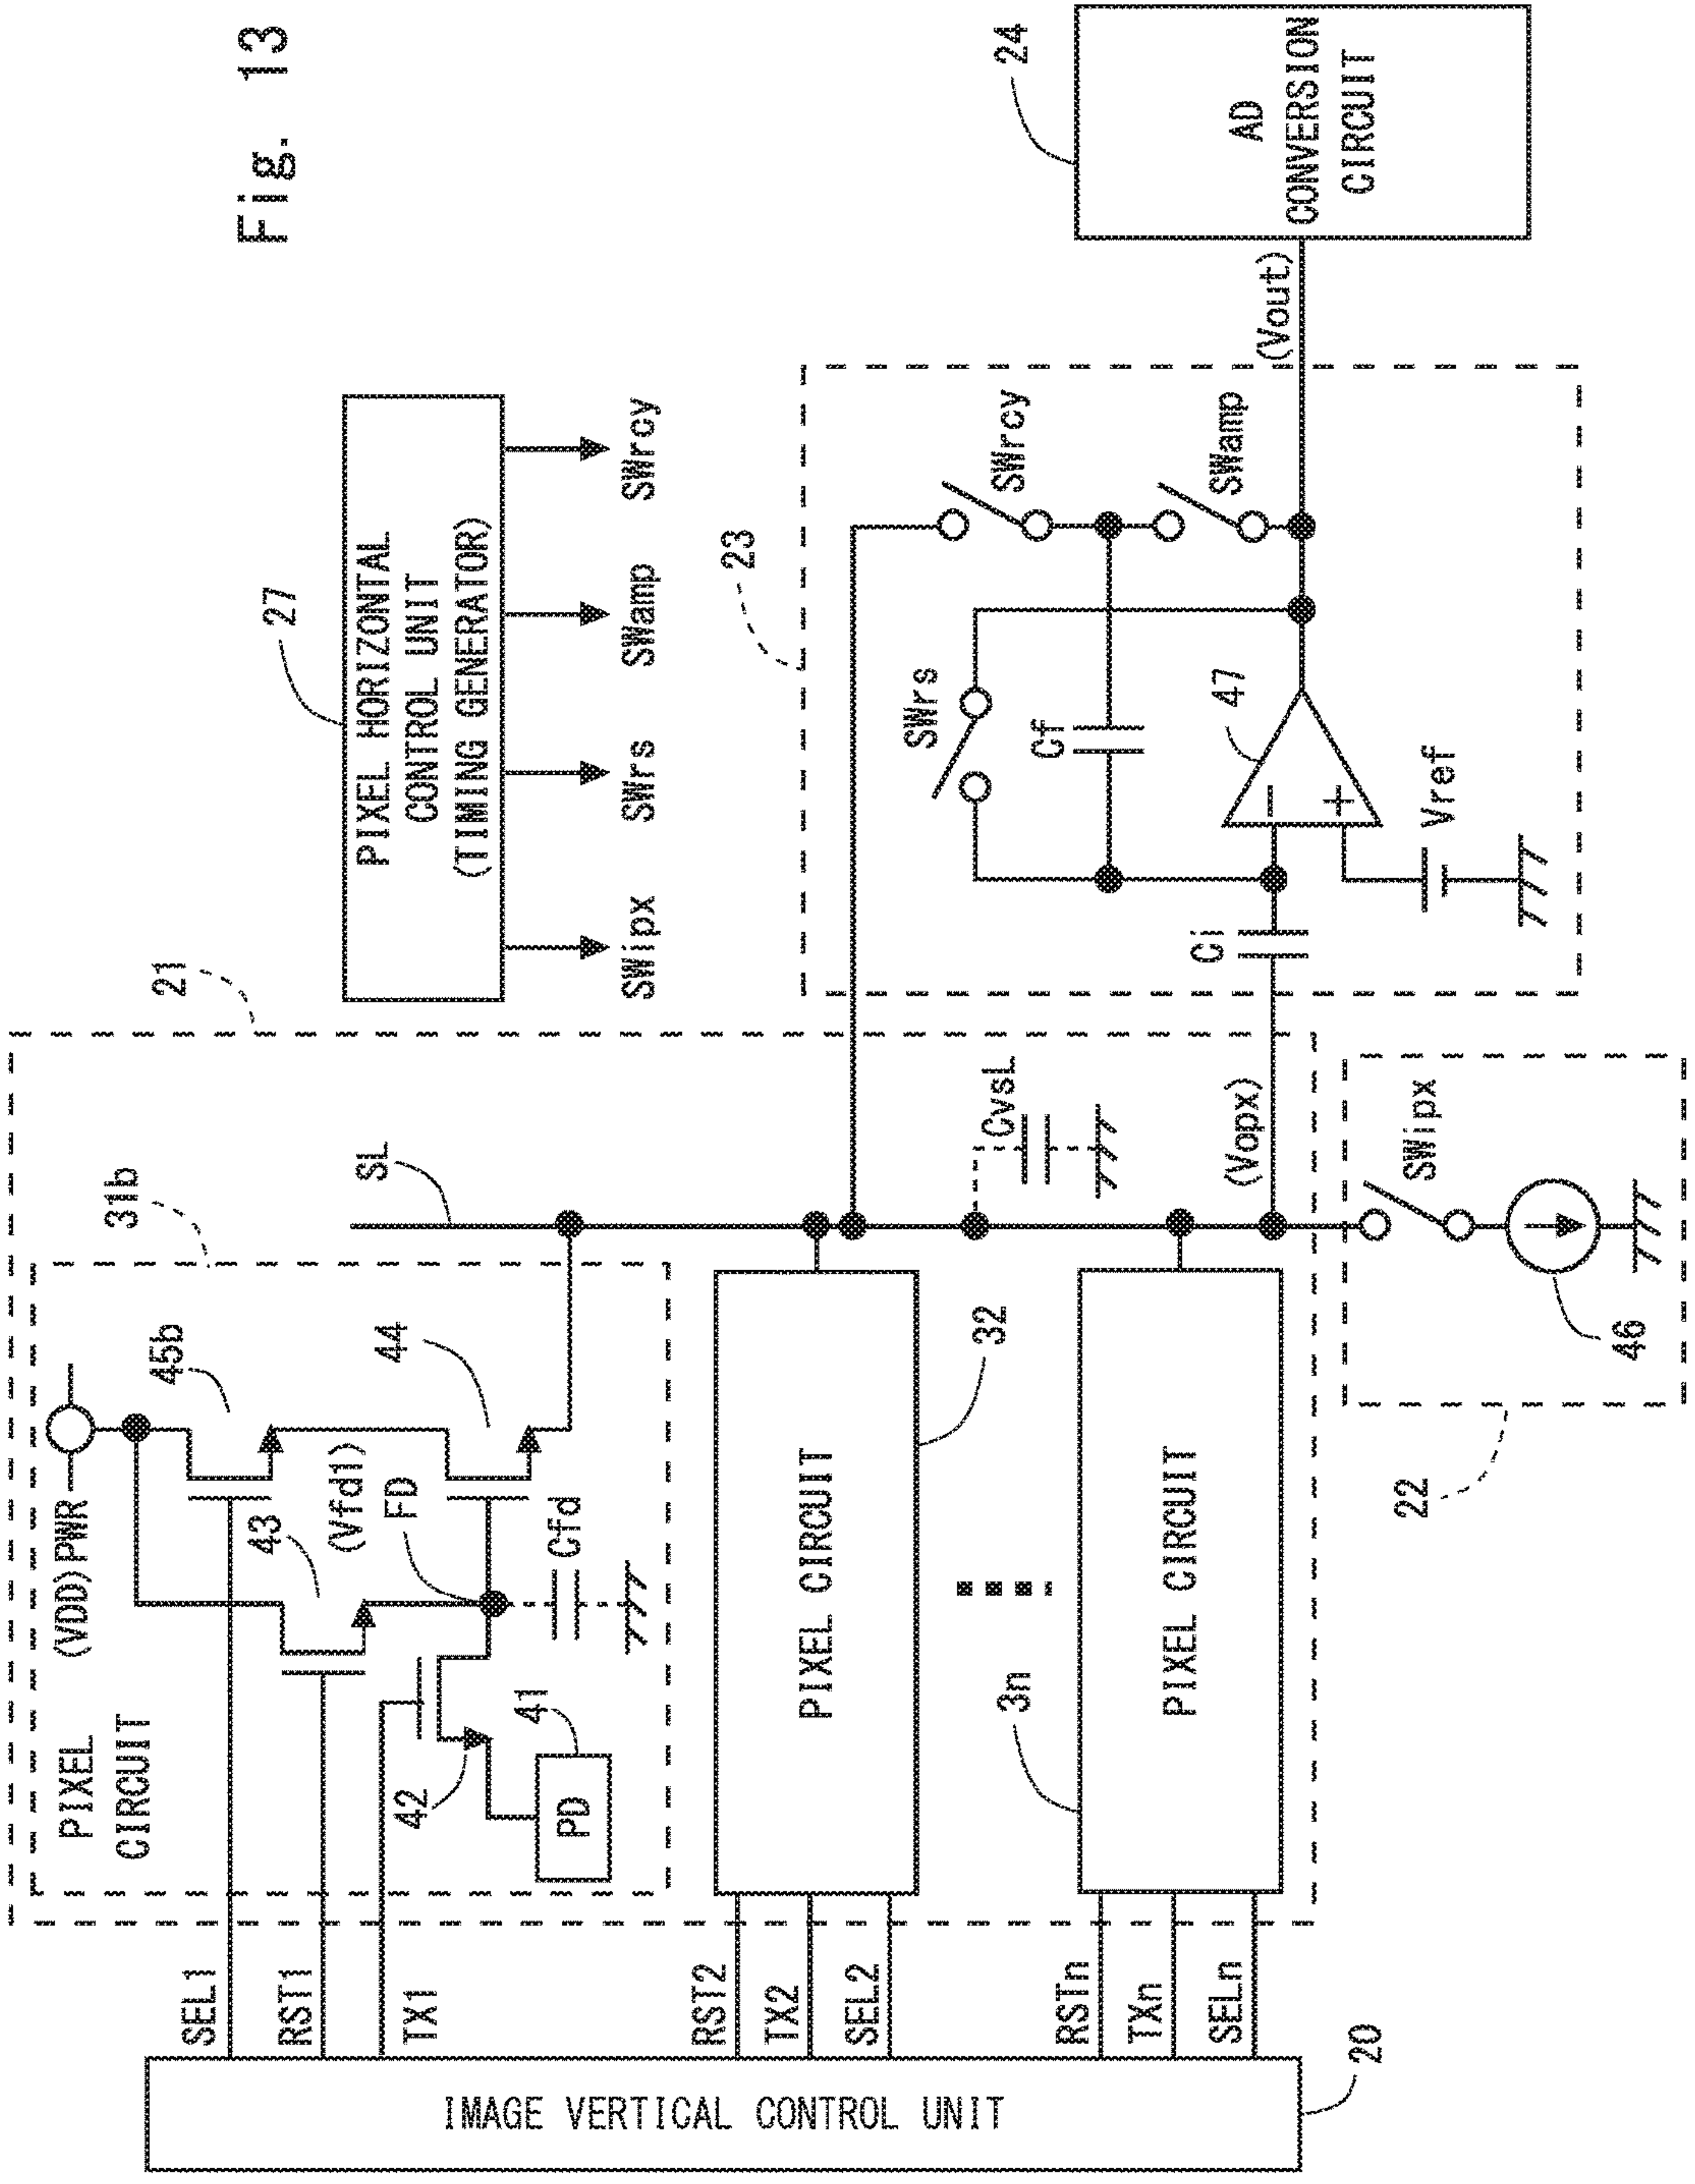 Fig. 13
21
31b
PIXEL
CIRCUIT
(VDD) PWR
45b
43
44
(Vfd1)
FD
Cfd
42
41
PD
SL
SEL1
RST1
TX1
RST2
TX2
SEL2
RSTn
TXn
SELn
IMAGE VERTICAL CONTROL UNIT
20
PIXEL CIRCUIT
32
3n
PIXEL CIRCUIT
CvsL
(Vopx)
SWipx
46
22
27
PIXEL HORIZONTAL
CONTROL UNIT
(TIMING GENERATOR)
SWipx
SWrs
SWamp
SWrcy
23
SWrs
SWrcy
Cf
SWamp
Ci
47
−
+
Vref
(Vout)
24
AD
CONVERSION
CIRCUIT